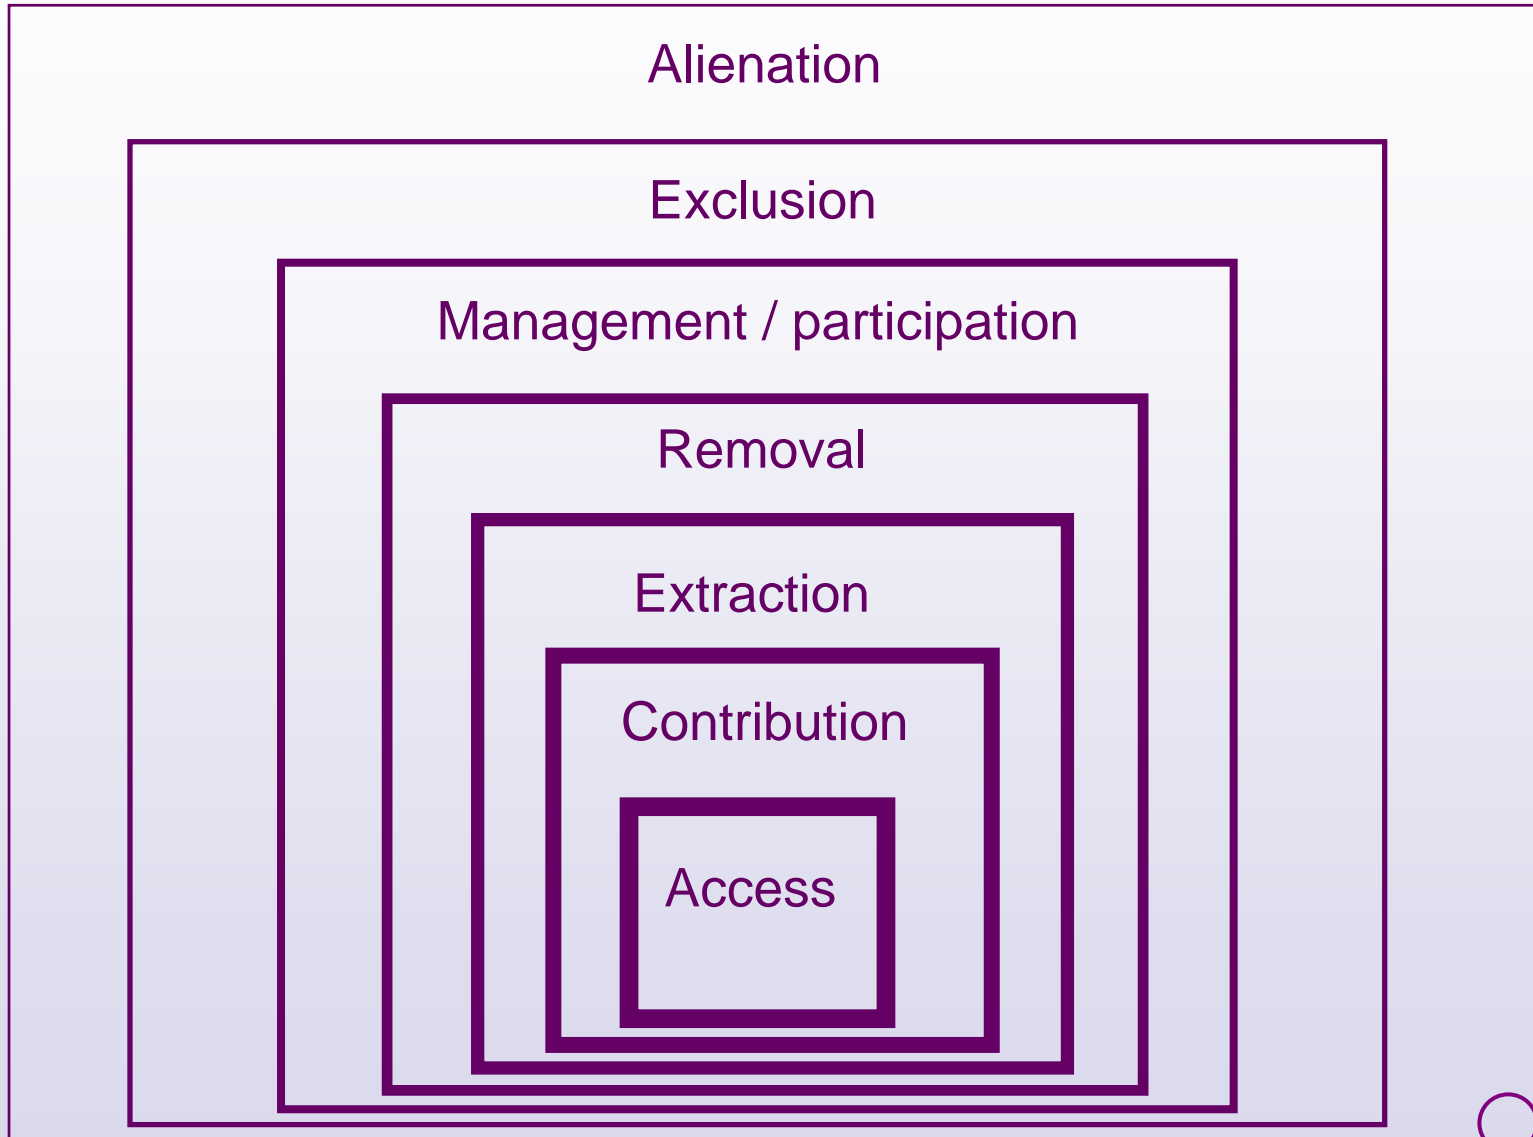 Alienation
Exclusion
Management / participation
Removal
Extraction
Contribution
Access